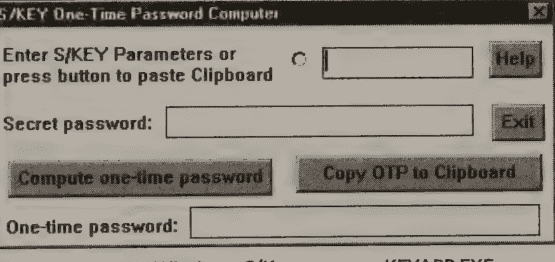 S/KEY One-Time Password Computer
Enter S/KEY Parameters or
press button to paste Clipboard
Help
Secret password:
Exit
Compute one-time password
Copy OTP to Clipboard
One-time password: